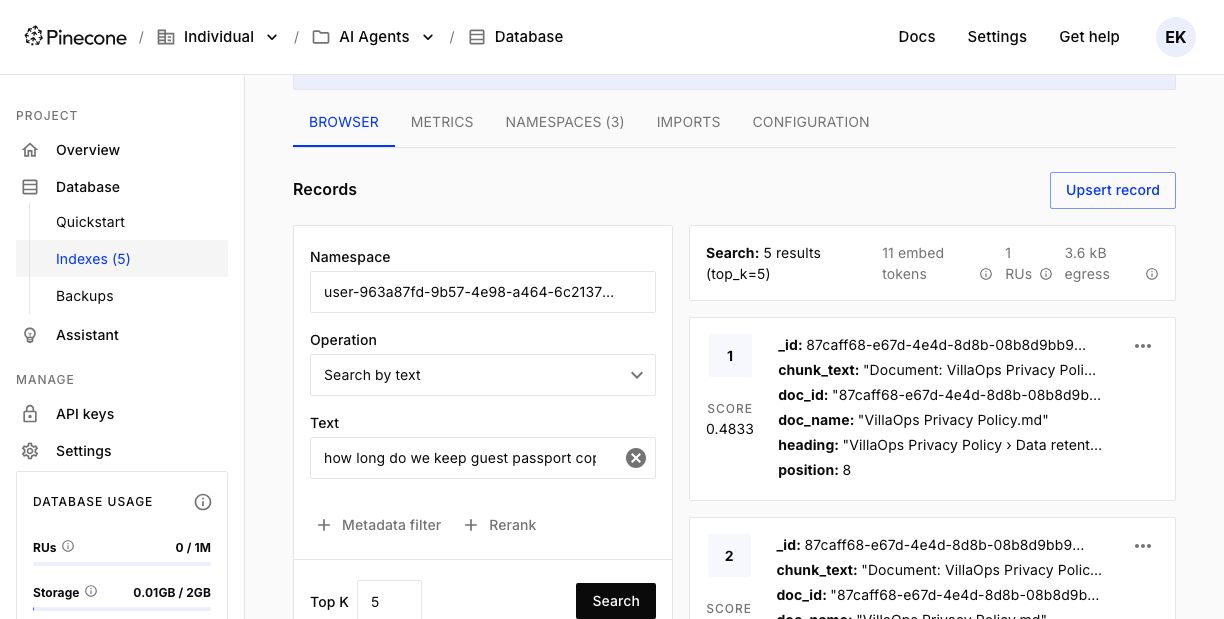 Pinecone / Individual / AI Agents / Database
Docs Settings Get help EK
PROJECT
Overview
Database
Quickstart
Indexes (5)
Backups
Assistant
MANAGE
API keys
Settings
DATABASE USAGE
RUs 0 / 1M
Storage 0.01GB / 2GB
BROWSER METRICS NAMESPACES (3) IMPORTS CONFIGURATION
Records
Upsert record
Namespace
user-963a87fd-9b57-4e98-a464-6c2137...
Operation
Search by text
Text
how long do we keep guest passport cop
Metadata filter Rerank
Top K 5 Search
Search: 5 results
(top_k=5)
11 embed
tokens
1
RUs
3.6 kB
egress
1
SCORE
0.4833
_id: 87caff68-e67d-4e4d-8d8b-08b8d9bb9...
chunk_text: "Document: VillaOps Privacy Poli...
doc_id: "87caff68-e67d-4e4d-8d8b-08b8d9b...
doc_name: "VillaOps Privacy Policy.md"
heading: "VillaOps Privacy Policy › Data retent...
position: 8
2
SCORE
_id: 87caff68-e67d-4e4d-8d8b-08b8d9bb9...
chunk_text: "Document: VillaOps Privacy Polic...
doc_id: "87caff68-e67d-4e4d-8d8b-08b8d9b...
doc_name: "VillaOps Privacy Policy.md"